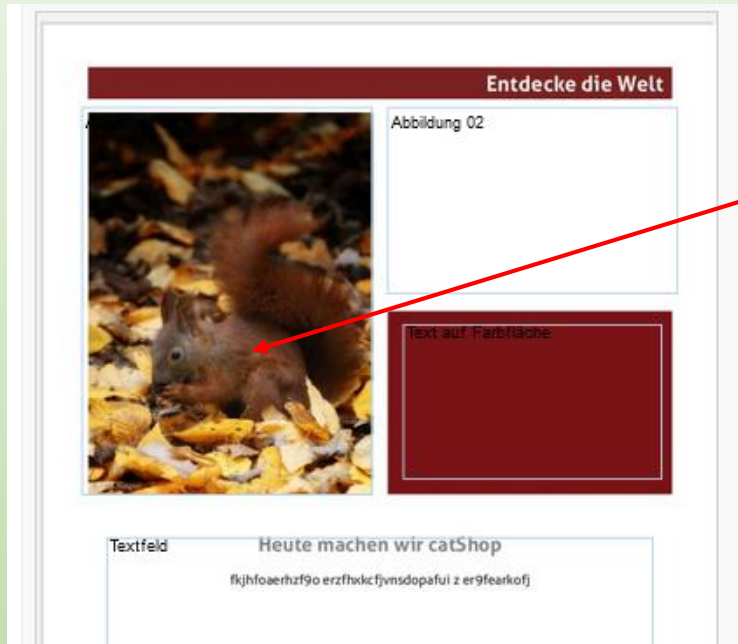 Entdecke die Welt
Abbildung 02
Text auf Farbfläche
Textfeld
Heute machen wir catShop
fkjhfoaerhzf9o erzfhxkcfjvnsdopafui z er9fearkofj